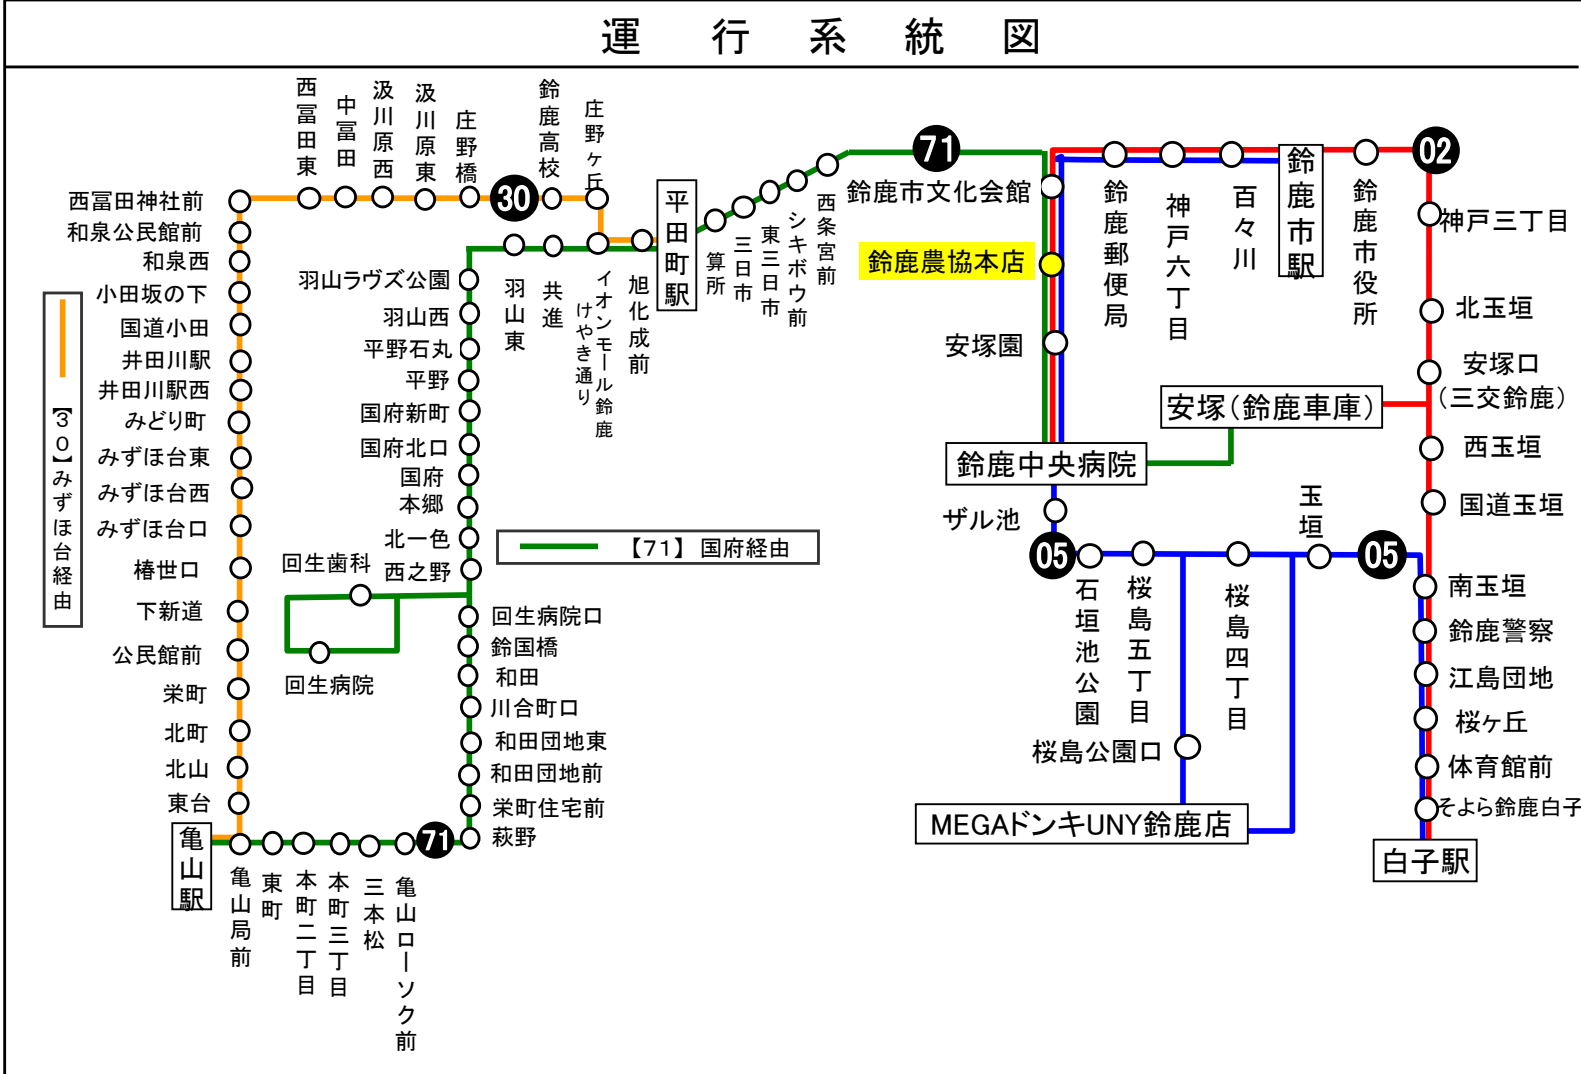 運行系統図
西冨田東
中冨田
汲川原西
汲川原東
庄野橋
30
鈴鹿高校
庄野ヶ丘
西冨田神社前
和泉公民館前
和泉西
小田坂の下
国道小田
井田川駅
井田川駅西
みどり町
みずほ台東
みずほ台西
みずほ台口
椿世口
下新道
公民館前
栄町
北町
北山
東台
【30】みずほ台経由
亀山駅
亀山局前
東町
本町二丁目
本町三丁目
三本松
亀山ローソク前
71
萩野
栄町住宅前
和田団地前
和田団地東
川合町口
和田
鈴国橋
回生病院口
回生歯科
回生病院
西之野
北一色
本郷
国府
国府北口
国府新町
平野
平野石丸
羽山西
羽山ラヴズ公園
羽山東
共進
イオンモール鈴鹿
けやき通り
旭化成前
【71】 国府経由
平田町駅
算所
三日市
東三日市
シキボウ前
西条宮前
71
鈴鹿市文化会館
鈴鹿農協本店
安塚園
鈴鹿中央病院
安塚(鈴鹿車庫)
鈴鹿郵便局
神戸六丁目
百々川
鈴鹿市駅
鈴鹿市役所
02
神戸三丁目
北玉垣
安塚口
(三交鈴鹿)
西玉垣
国道玉垣
ザル池
05
石垣池公園
桜島五丁目
桜島四丁目
玉垣
05
桜島公園口
MEGAドンキUNY鈴鹿店
南玉垣
鈴鹿警察
江島団地
桜ヶ丘
体育館前
そよら鈴鹿白子
白子駅